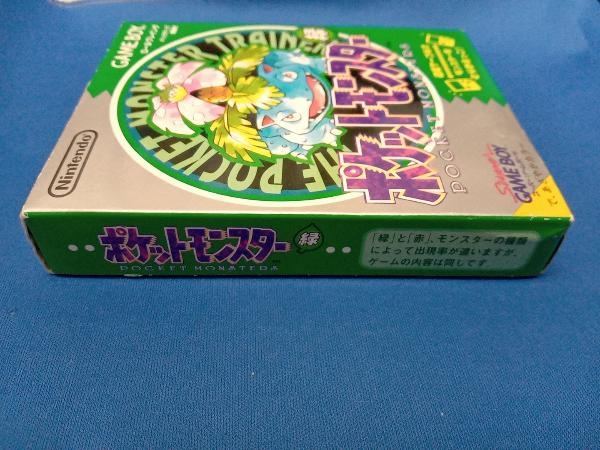 GAMEBOY
Nintendo
THE POCKET MONSTER TRAINER
緑
ポケットモンスター
POCKET MONSTERS
Super
GAMEBOY
ポケットモンスター
緑
POCKET MONSTERS
「緑」と「赤」、モンスターの種類
によって出現率が違いますが、
ゲームの内容は同じです